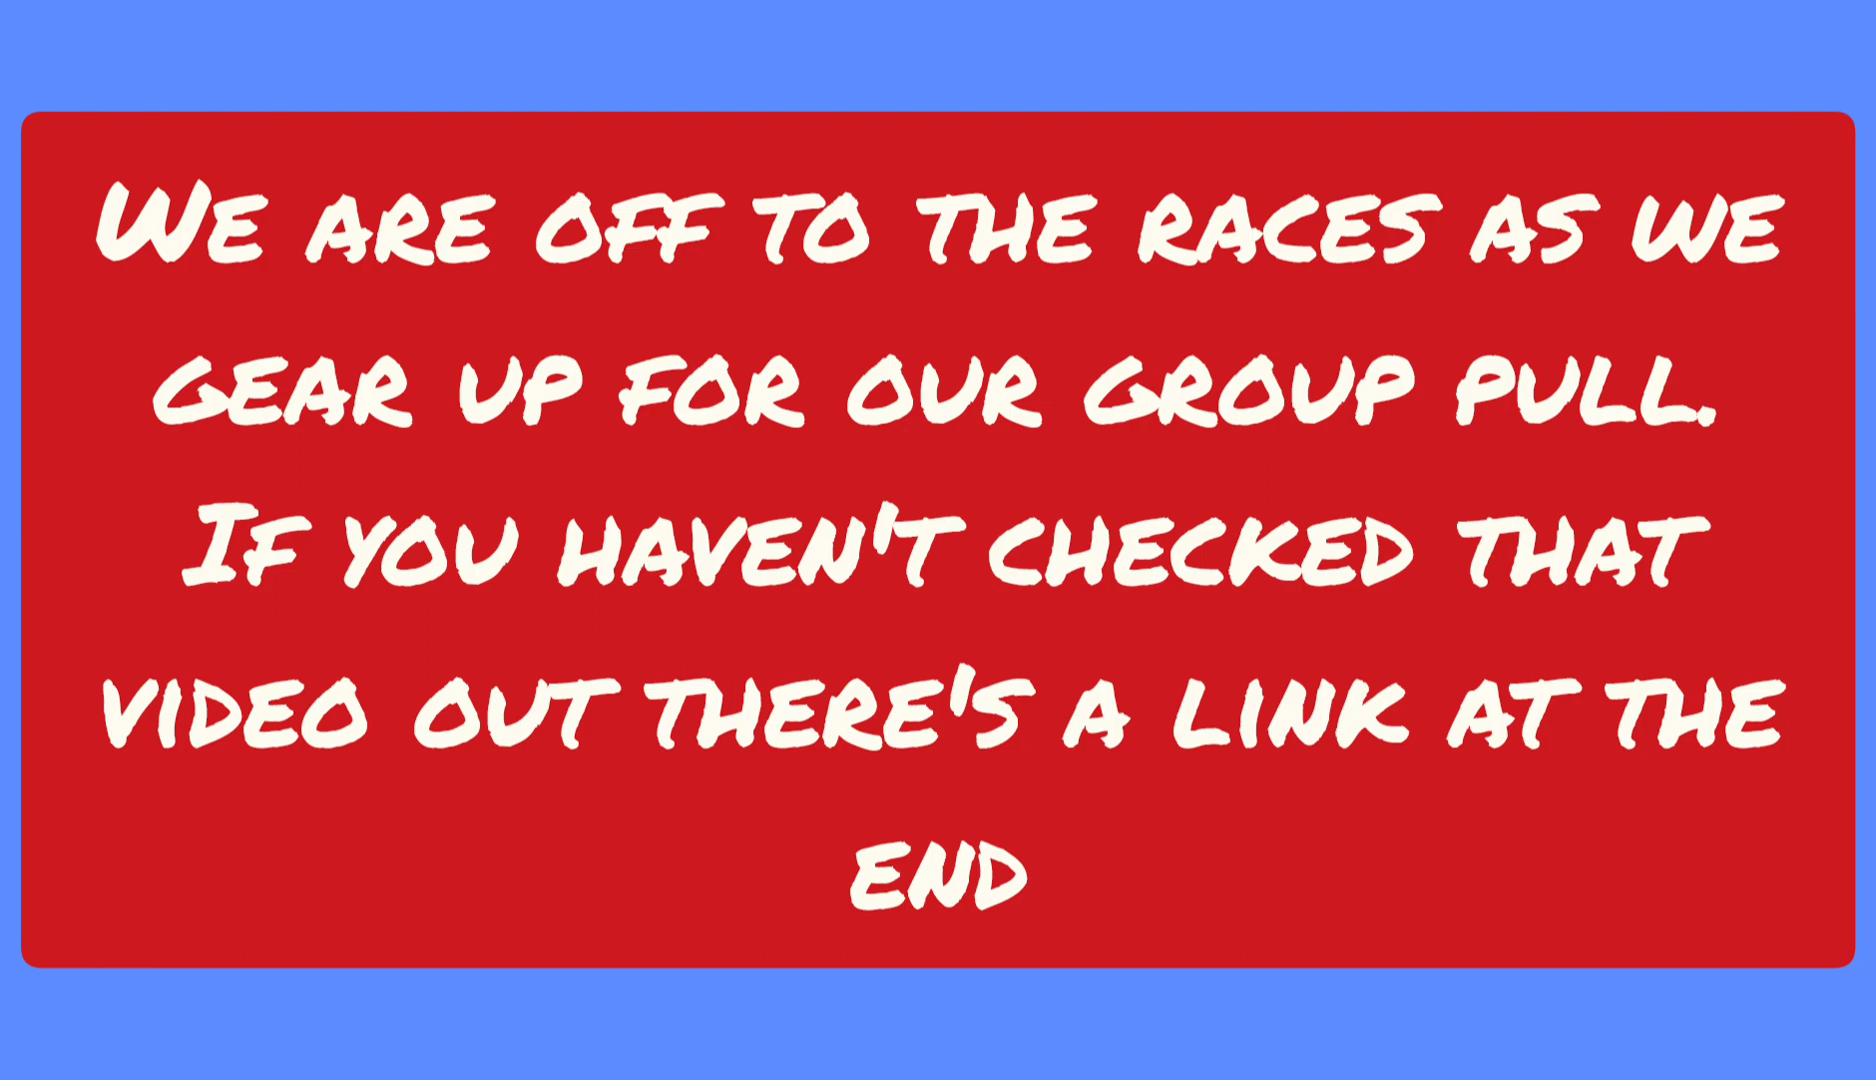 We are off to the races as we
gear up for our group pull.
If you haven't checked that
video out there's a link at the
end